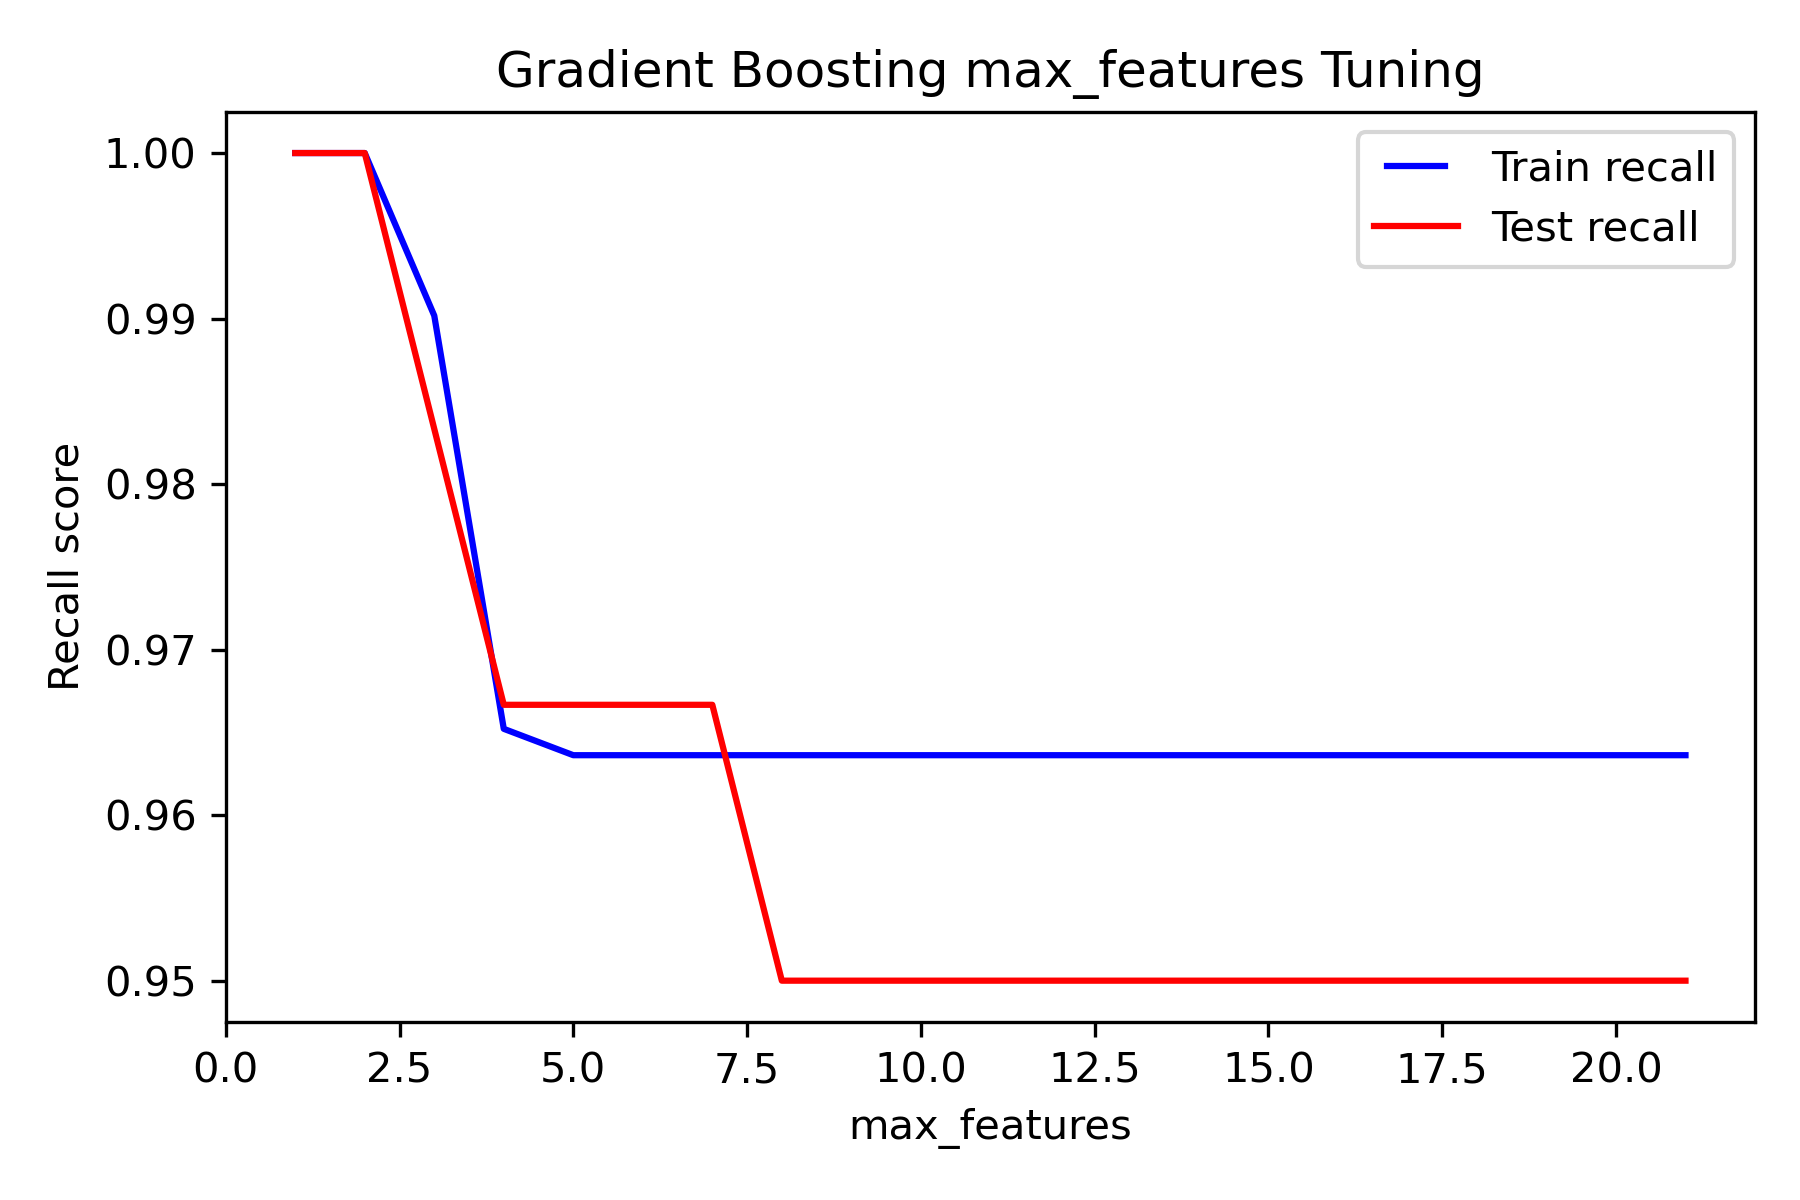 Gradient Boosting max_features Tuning
Train recall
Test recall
Recall score
1.00
0.99
0.98
0.97
0.96
0.95
0.0 2.5 5.0 7.5 10.0 12.5 15.0 17.5 20.0
max_features